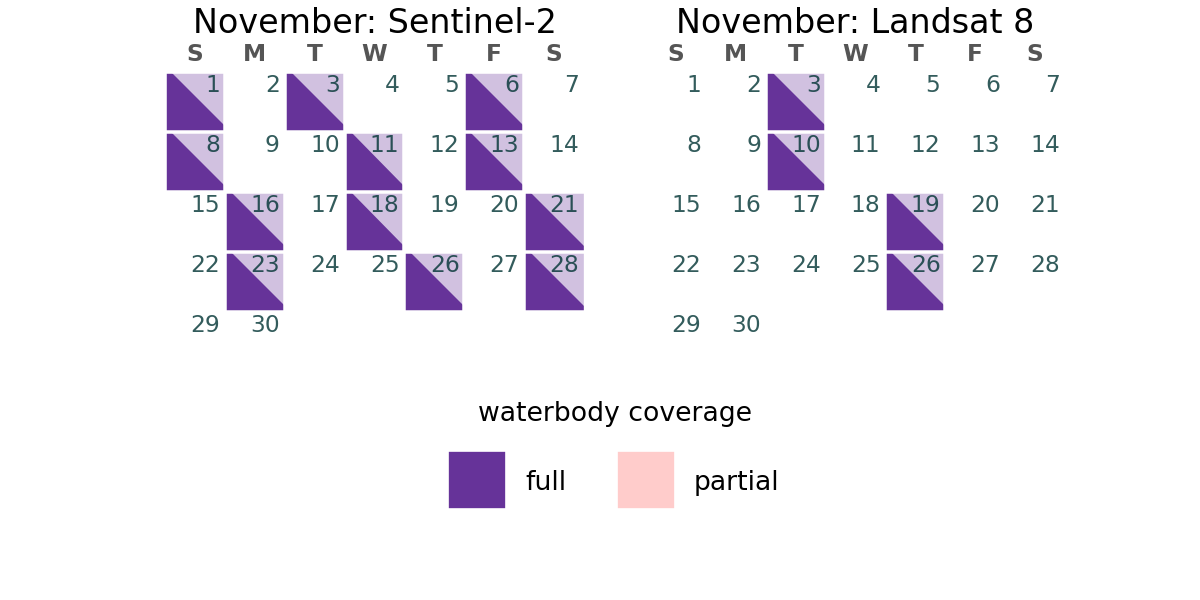 November: Sentinel-2
S M T W T F S
1 2 3 4 5 6 7
8 9 10 11 12 13 14
15 16 17 18 19 20 21
22 23 24 25 26 27 28
29 30
November: Landsat 8
S M T W T F S
1 2 3 4 5 6 7
8 9 10 11 12 13 14
15 16 17 18 19 20 21
22 23 24 25 26 27 28
29 30
waterbody coverage
full partial